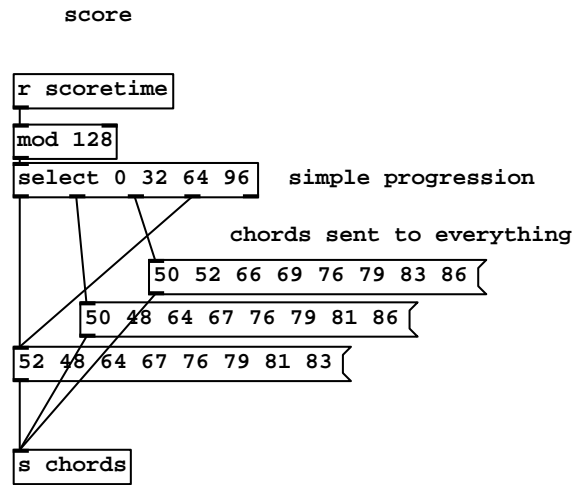 score
r scoretime
mod 128
select 0 32 64 96 simple progression
chords sent to everything
50 52 66 69 76 79 83 86
50 48 64 67 76 79 81 86
52 48 64 67 76 79 81 83
s chords